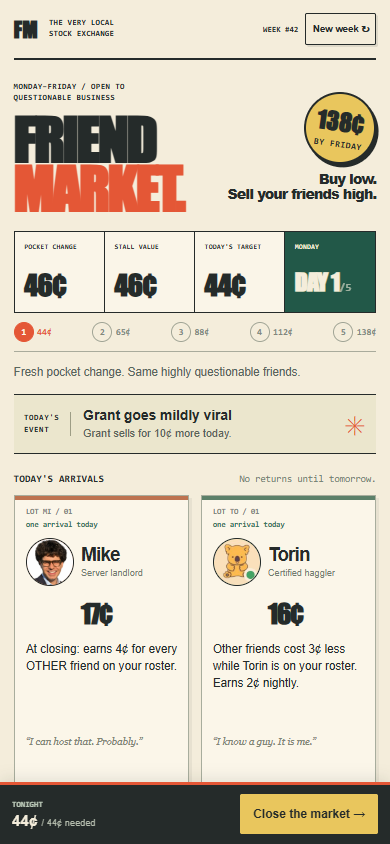 FM
THE VERY LOCAL
STOCK EXCHANGE
WEEK #42
New week ↻
MONDAY–FRIDAY / OPEN TO
QUESTIONABLE BUSINESS
FRIEND
MARKET.
138¢
BY FRIDAY
Buy low.
Sell your friends high.
POCKET CHANGE
46¢
STALL VALUE
46¢
TODAY'S TARGET
44¢
MONDAY
DAY 1/5
1 44¢
2 65¢
3 88¢
4 112¢
5 138¢
Fresh pocket change. Same highly questionable friends.
TODAY'S
EVENT
Grant goes mildly viral
Grant sells for 10¢ more today.
TODAY'S ARRIVALS
No returns until tomorrow.
LOT MI / 01
one arrival today
Mike
Server landlord
17¢
At closing: earns 4¢ for every
OTHER friend on your roster.
“I can host that. Probably.”
LOT TO / 01
one arrival today
Torin
Certified haggler
16¢
Other friends cost 3¢ less
while Torin is on your roster.
Earns 2¢ nightly.
“I know a guy. It is me.”
TONIGHT
44¢ / 44¢ needed
Close the market →